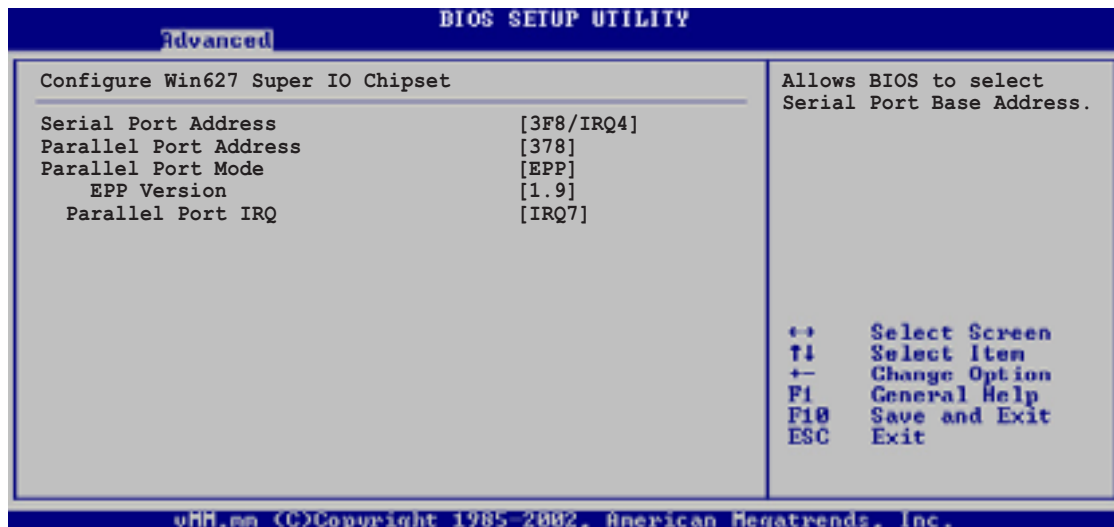 BIOS SETUP UTILITY
Advanced
Configure Win627 Super IO Chipset
Serial Port Address [3F8/IRQ4]
Parallel Port Address [378]
Parallel Port Mode [EPP]
EPP Version [1.9]
Parallel Port IRQ [IRQ7]
Allows BIOS to select
Serial Port Base Address.
←→ Select Screen
↑↓ Select Item
+- Change Option
F1 General Help
F10 Save and Exit
ESC Exit
vMM.mm (C)Copyright 1985-2002, American Megatrends, Inc.